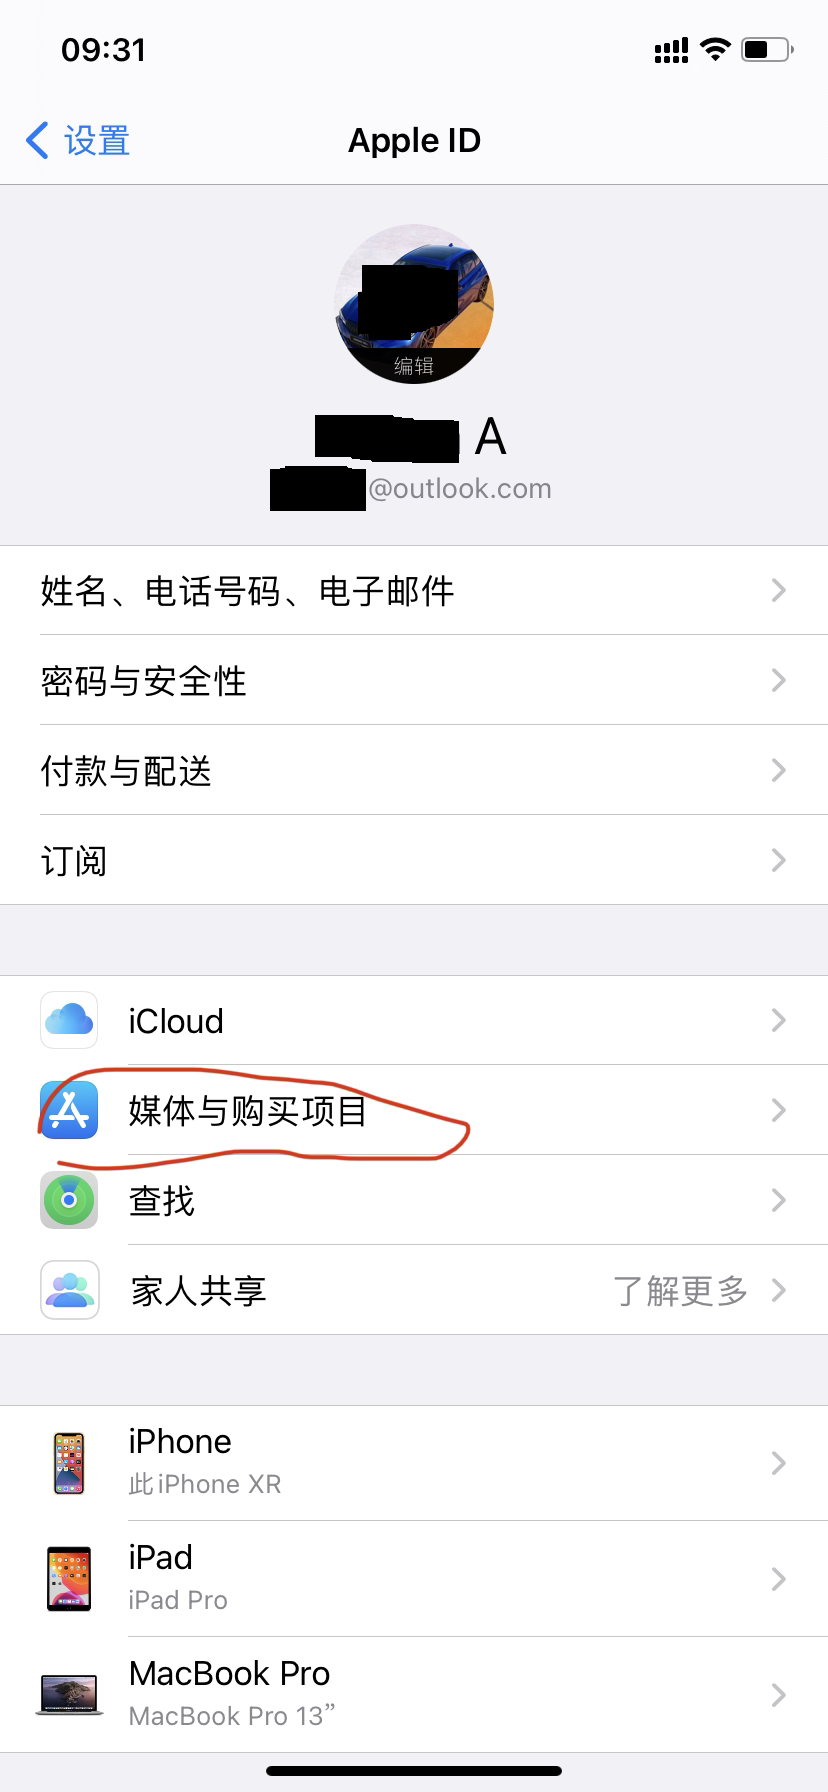 09:31
设置
Apple ID
编辑
A
@outlook.com
姓名、电话号码、电子邮件
密码与安全性
付款与配送
订阅
iCloud
媒体与购买项目
查找
家人共享 了解更多
iPhone
此iPhone XR
iPad
iPad Pro
MacBook Pro
MacBook Pro 13”